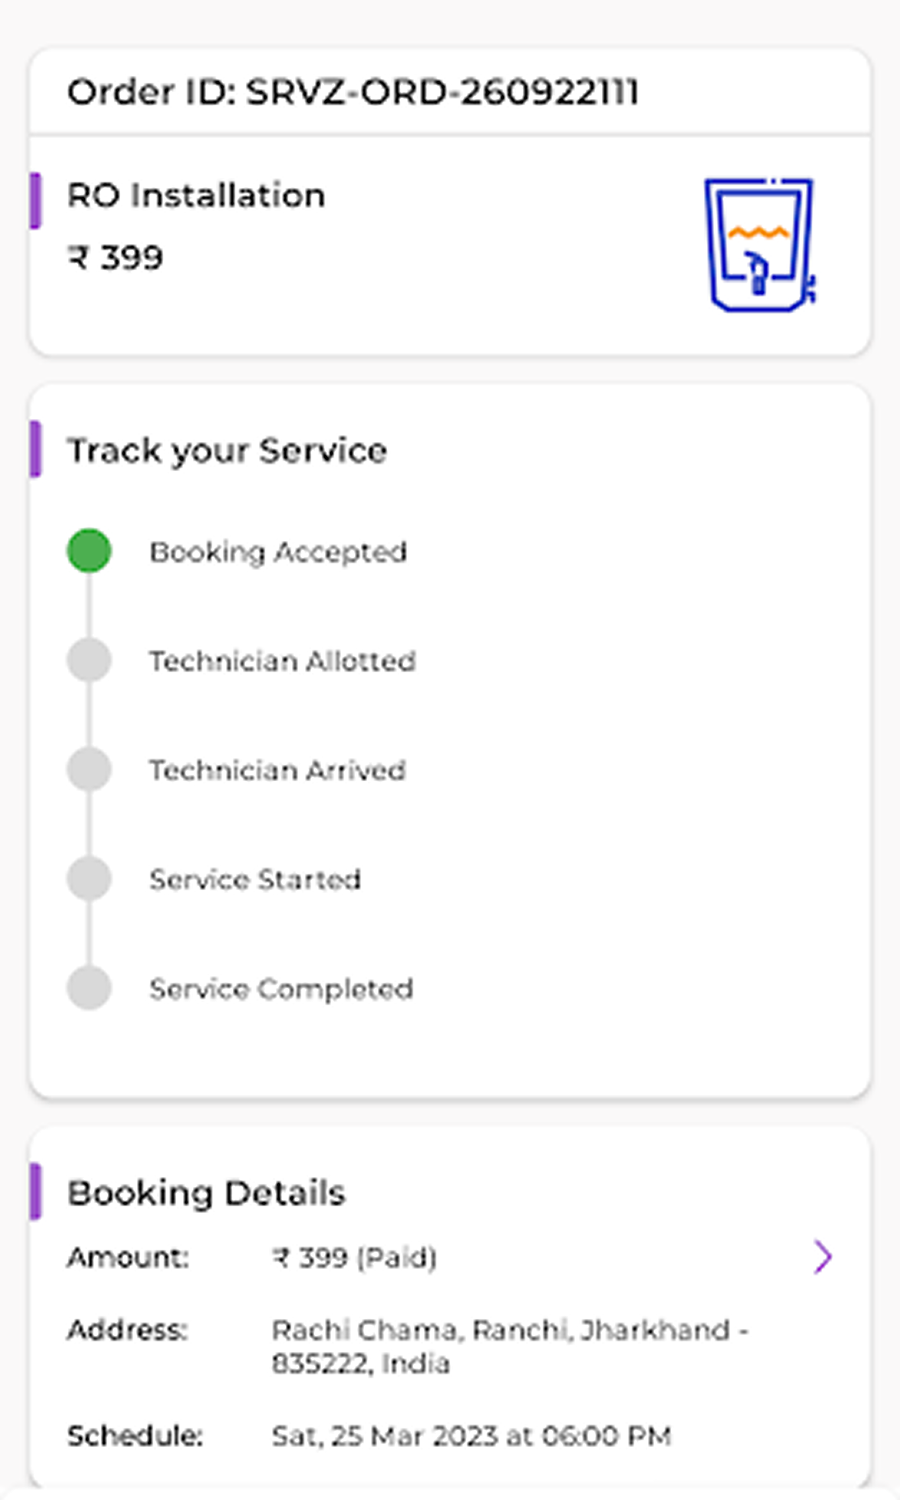 Order ID: SRVZ-ORD-260922111
RO Installation
₹ 399
Track your Service
Booking Accepted
Technician Allotted
Technician Arrived
Service Started
Service Completed
Booking Details
Amount: ₹ 399 (Paid)
Address: Rachi Chama, Ranchi, Jharkhand -
835222, India
Schedule: Sat, 25 Mar 2023 at 06:00 PM